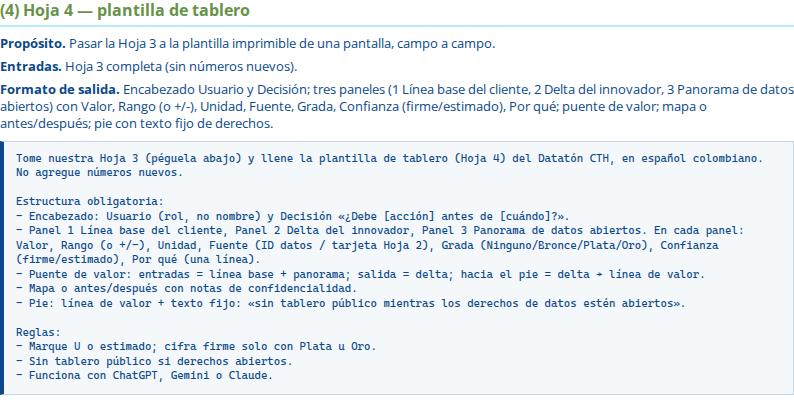 (4) Hoja 4 — plantilla de tablero
Propósito. Pasar la Hoja 3 a la plantilla imprimible de una pantalla, campo a campo.
Entradas. Hoja 3 completa (sin números nuevos).
Formato de salida. Encabezado Usuario y Decisión; tres paneles (1 Línea base del cliente, 2 Delta del innovador, 3 Panorama de datos
abiertos) con Valor, Rango (o +/-), Unidad, Fuente, Grada, Confianza (firme/estimado), Por qué; puente de valor; mapa o
antes/después; pie con texto fijo de derechos.
Tome nuestra Hoja 3 (péguela abajo) y llene la plantilla de tablero (Hoja 4) del Datatón CTH, en español colombiano.
No agregue números nuevos.
Estructura obligatoria:
− Encabezado: Usuario (rol, no nombre) y Decisión «¿Debe [acción] antes de [cuándo]?».
− Panel 1 Línea base del cliente, Panel 2 Delta del innovador, Panel 3 Panorama de datos abiertos. En cada panel:
Valor, Rango (o +/−), Unidad, Fuente (ID datos / tarjeta Hoja 2), Grada (Ninguno/Bronce/Plata/Oro), Confianza
(firme/estimado), Por qué (una línea).
− Puente de valor: entradas = línea base + panorama; salida = delta; hacia el pie = delta → línea de valor.
− Mapa o antes/después con notas de confidencialidad.
− Pie: línea de valor + texto fijo: «sin tablero público mientras los derechos de datos estén abiertos».
Reglas:
− Marque U o estimado; cifra firme solo con Plata u Oro.
− Sin tablero público si derechos abiertos.
− Funciona con ChatGPT, Gemini o Claude.